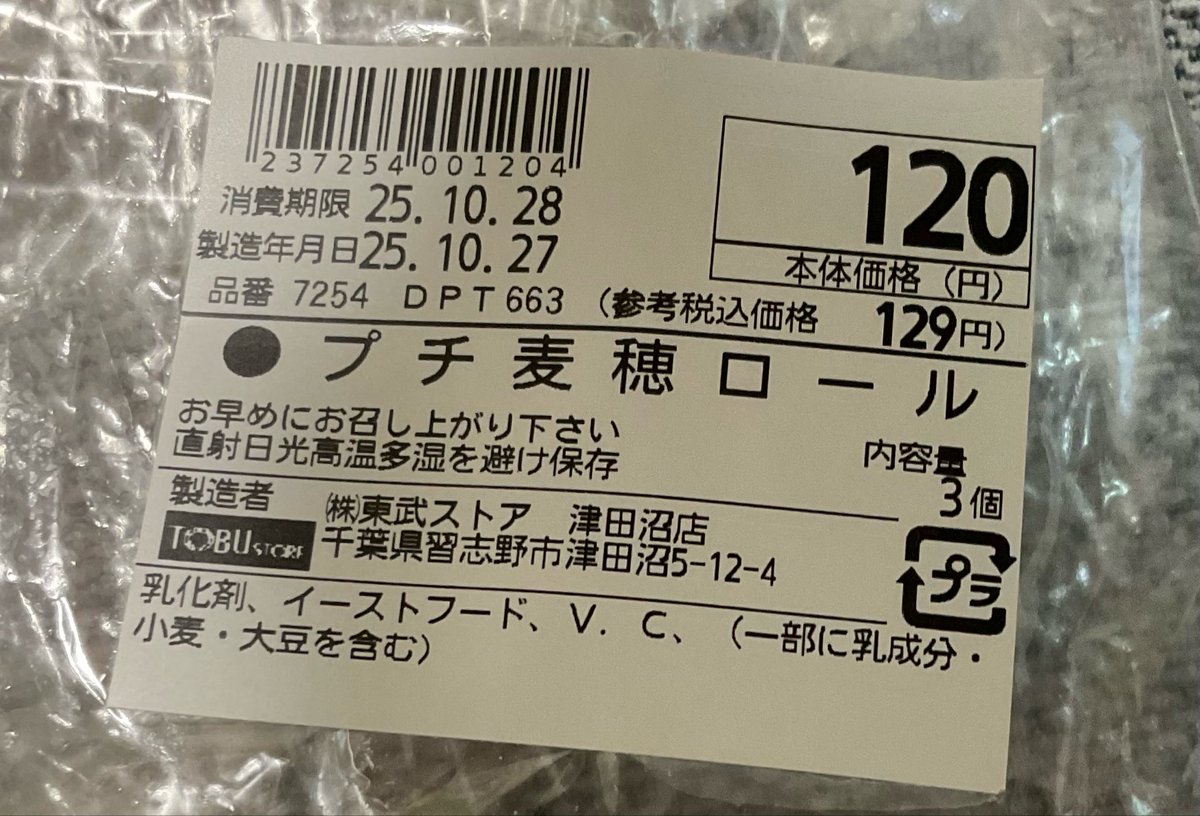 237254 001204
消費期限 25.10.28
製造年月日 25.10.27
120
本体価格（円）
品番 7254 DPT 663 （参考税込価格 129円）
● プチ麦穂ロール
お早めにお召し上がり下さい
直射日光高温多湿を避け保存
内容量
3個
製造者 ㈱東武ストア 津田沼店
TOBU STORE 千葉県習志野市津田沼5-12-4
プラ
乳化剤、イーストフード、V．C、（一部に乳成分・
小麦・大豆を含む）